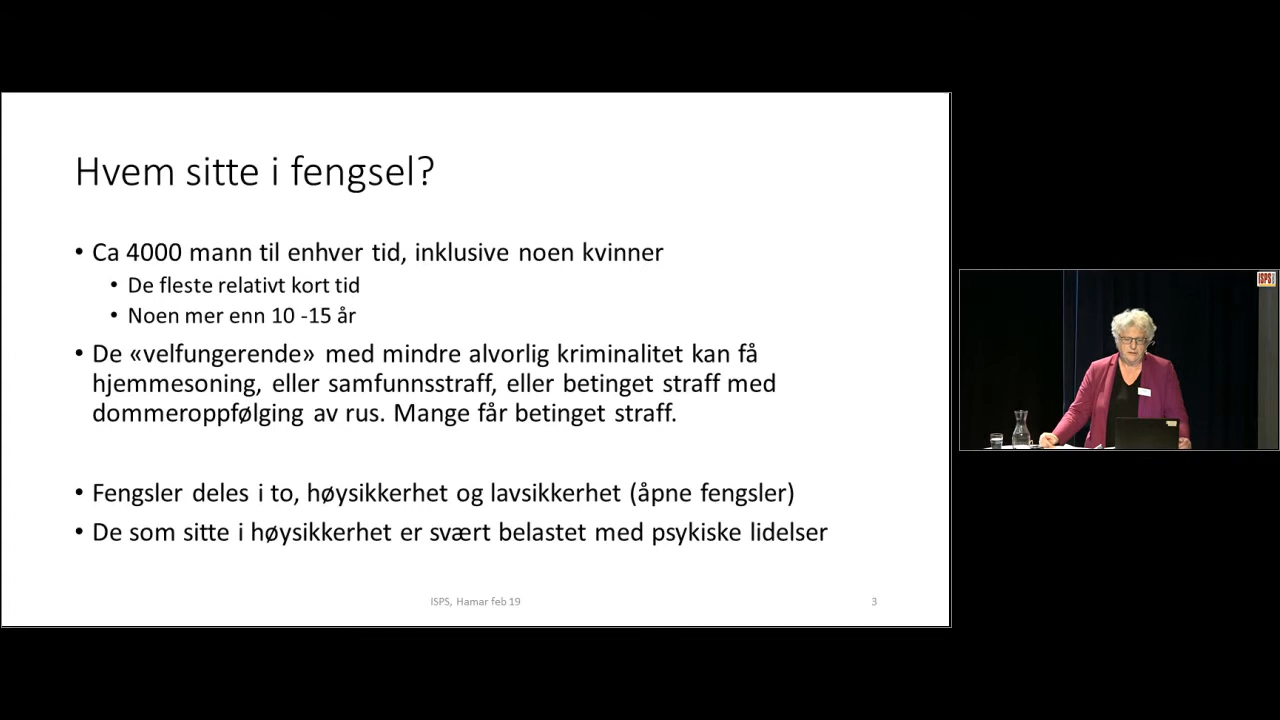 Hvem sitte i fengsel?
• Ca 4000 mann til enhver tid, inklusive noen kvinner
• De fleste relativt kort tid
• Noen mer enn 10 -15 år
• De «velfungerende» med mindre alvorlig kriminalitet kan få
hjemmesoning, eller samfunnsstraff, eller betinget straff med
dommeroppfølging av rus. Mange får betinget straff.
• Fengsler deles i to, høysikkerhet og lavsikkerhet (åpne fengsler)
• De som sitte i høysikkerhet er svært belastet med psykiske lidelser
ISPS, Hamar feb 19
3
ISPS